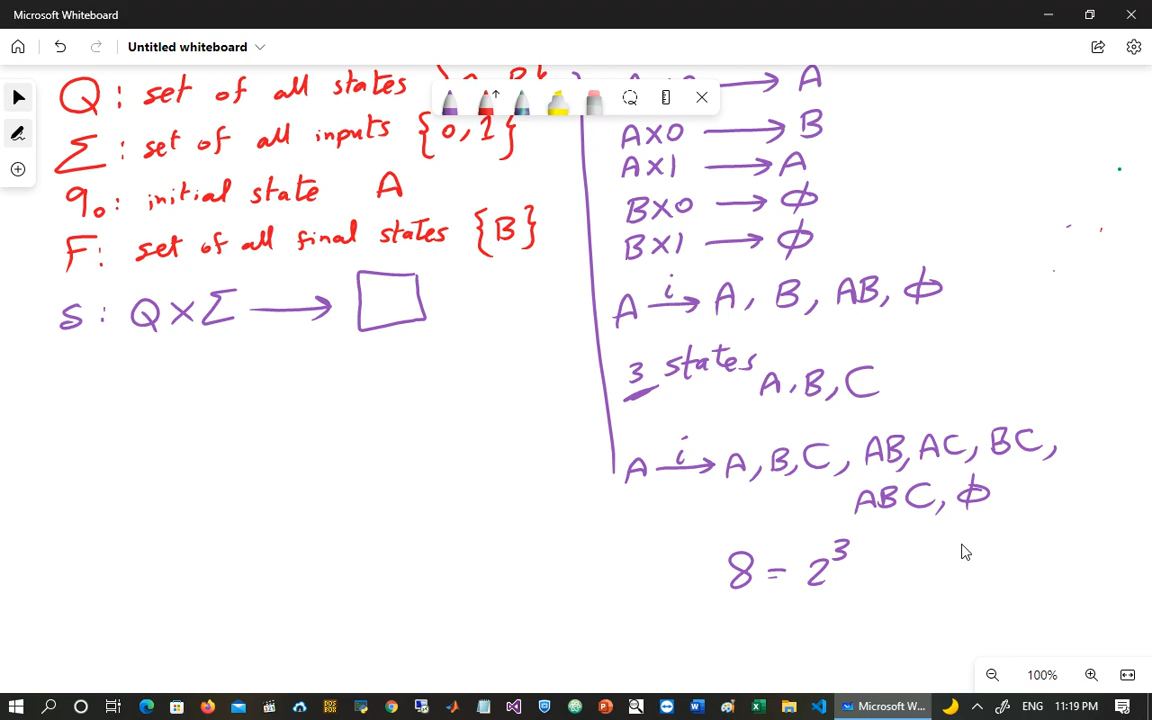 Microsoft Whiteboard
Untitled whiteboard
Q : set of all states
Σ : set of all inputs {0,1}
q₀ : initial state A
F : set of all final states {B}
δ : Q × Σ → □
→ A
A×0 → B
A×1 → A
B×0 → ϕ
B×1 → ϕ
A –i→ A, B, AB, ϕ
3 states A, B, C
A –i→ A, B, C, AB, AC, BC,
ABC, ϕ
8 = 2³
100%
Microsoft W...
ENG
11:19 PM